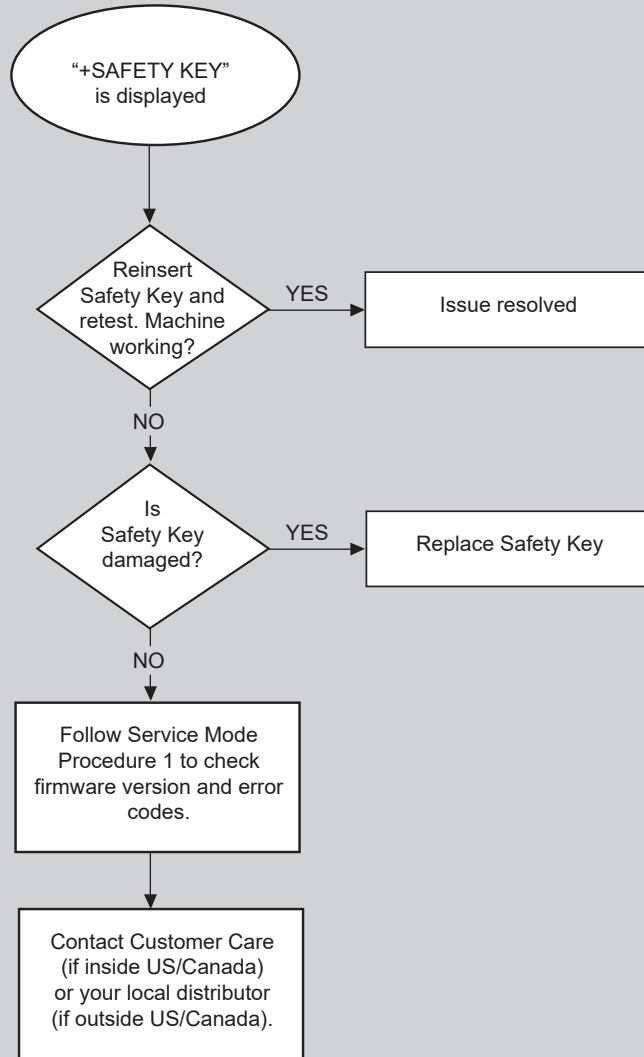 “+SAFETY KEY”
is displayed
Reinsert
Safety Key and
retest. Machine
working?
YES
Issue resolved
NO
Is
Safety Key
damaged?
YES
Replace Safety Key
NO
Follow Service Mode
Procedure 1 to check
firmware version and error
codes.
Contact Customer Care
(if inside US/Canada)
or your local distributor
(if outside US/Canada).